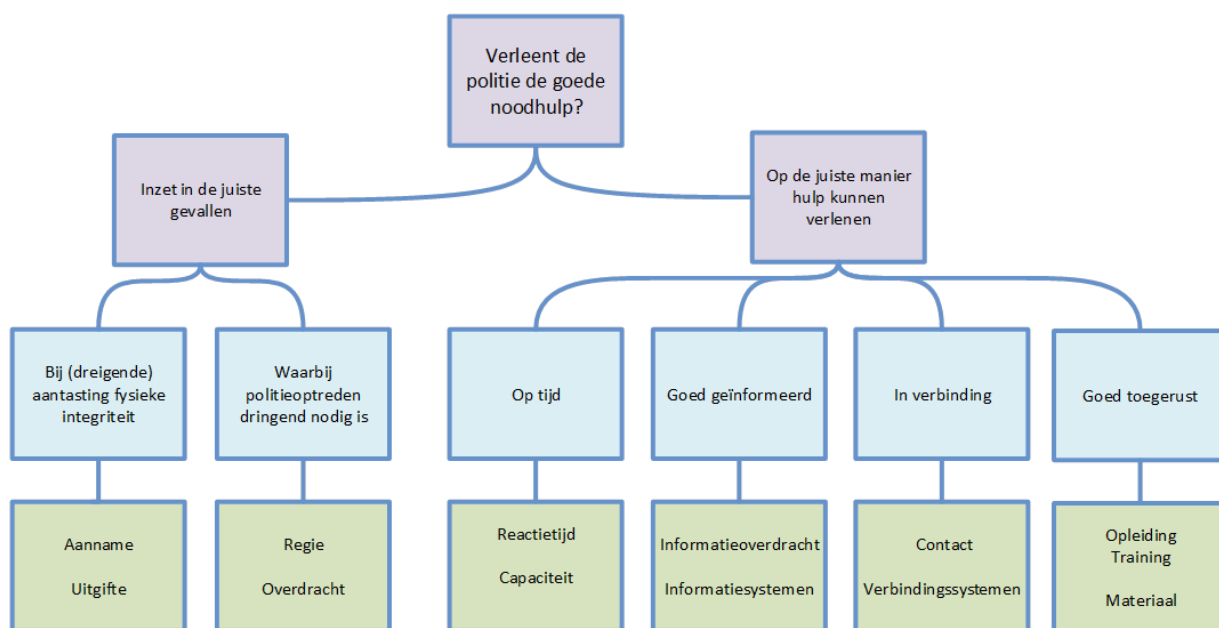 Verleent de
politie de goede
noodhulp?
Inzet in de juiste
gevallen
Op de juiste manier
hulp kunnen
verlenen
Bij (dreigende)
aantasting fysieke
integriteit
Waarbij
politieoptreden
dringend nodig is
Op tijd
Goed geïnformeerd
In verbinding
Goed toegerust
Aanname
Uitgifte
Regie
Overdracht
Reactietijd
Capaciteit
Informatieoverdracht
Informatiesystemen
Contact
Verbindingssystemen
Opleiding
Training
Materiaal